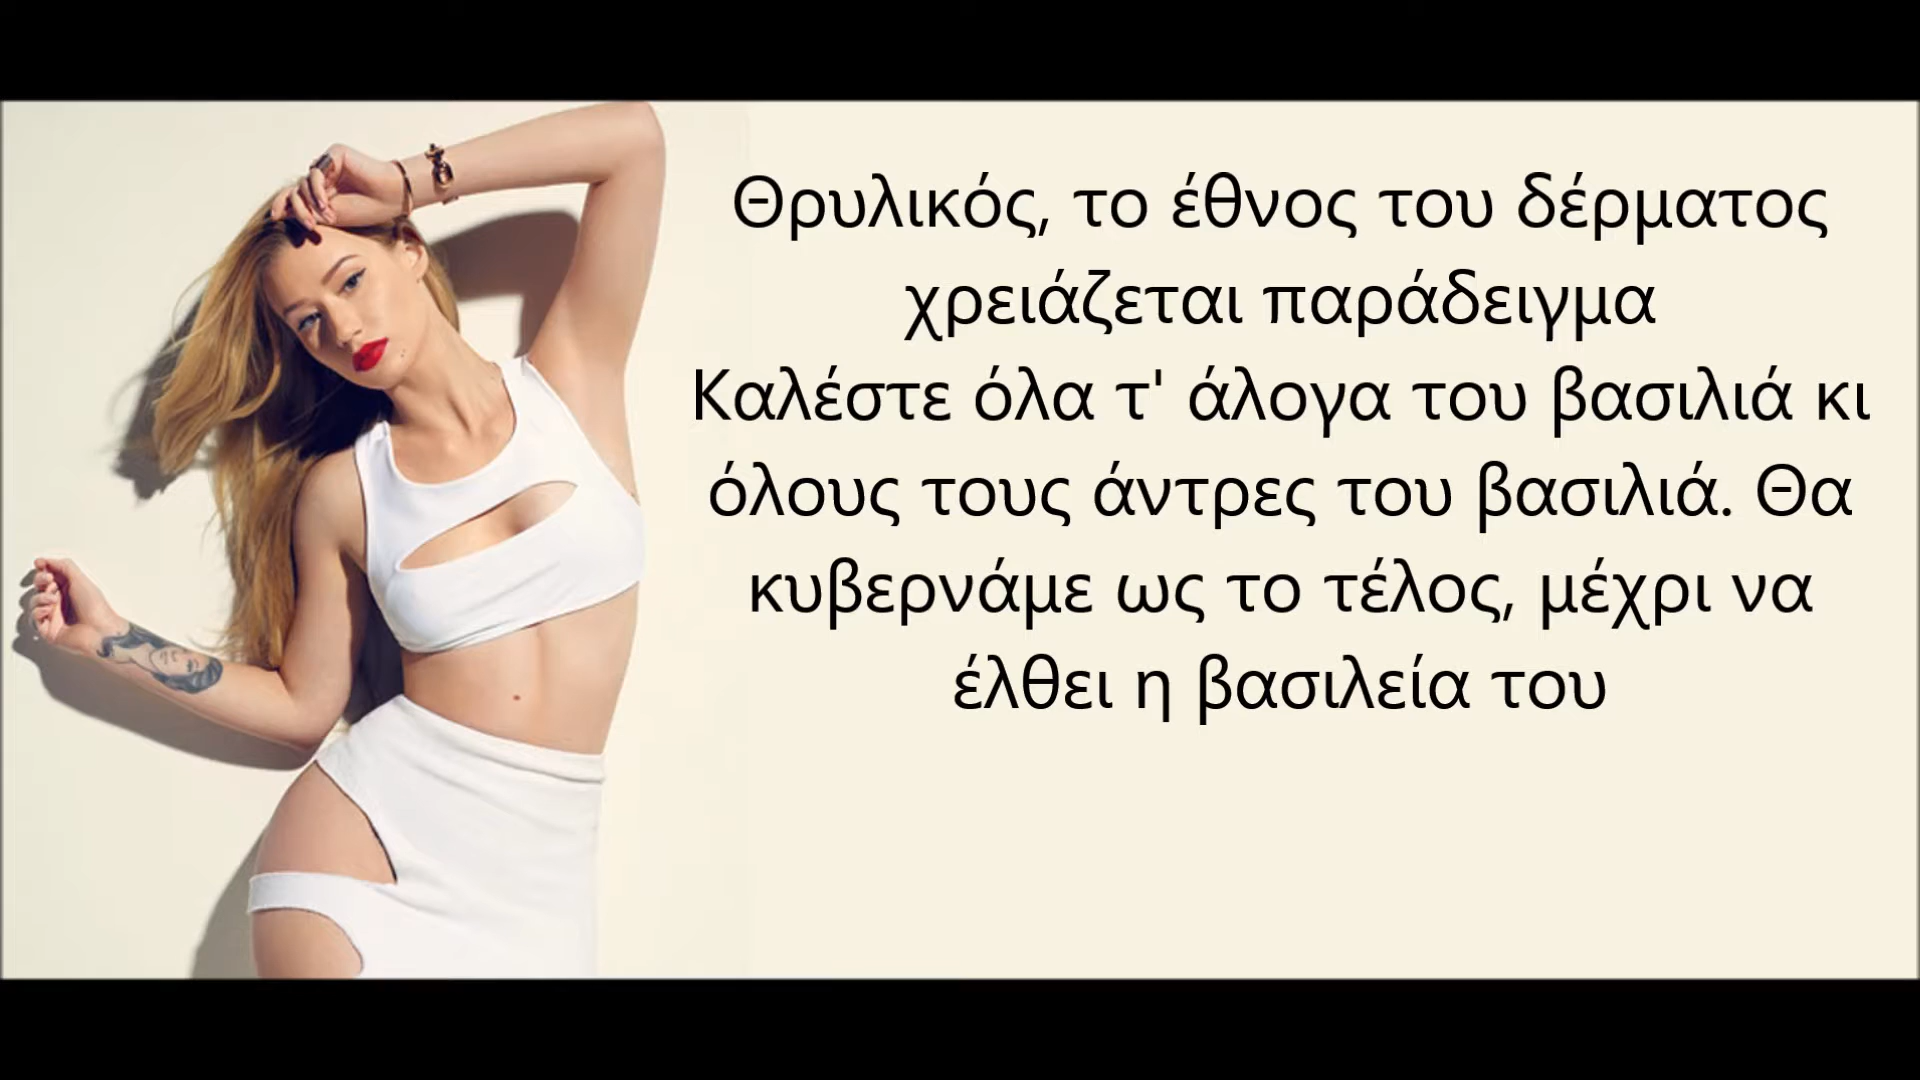 Θρυλικός, το έθνος του δέρματος
χρειάζεται παράδειγμα
Καλέστε όλα τ' άλογα του βασιλιά κι
όλους τους άντρες του βασιλιά. Θα
κυβερνάμε ως το τέλος, μέχρι να
έλθει η βασιλεία του